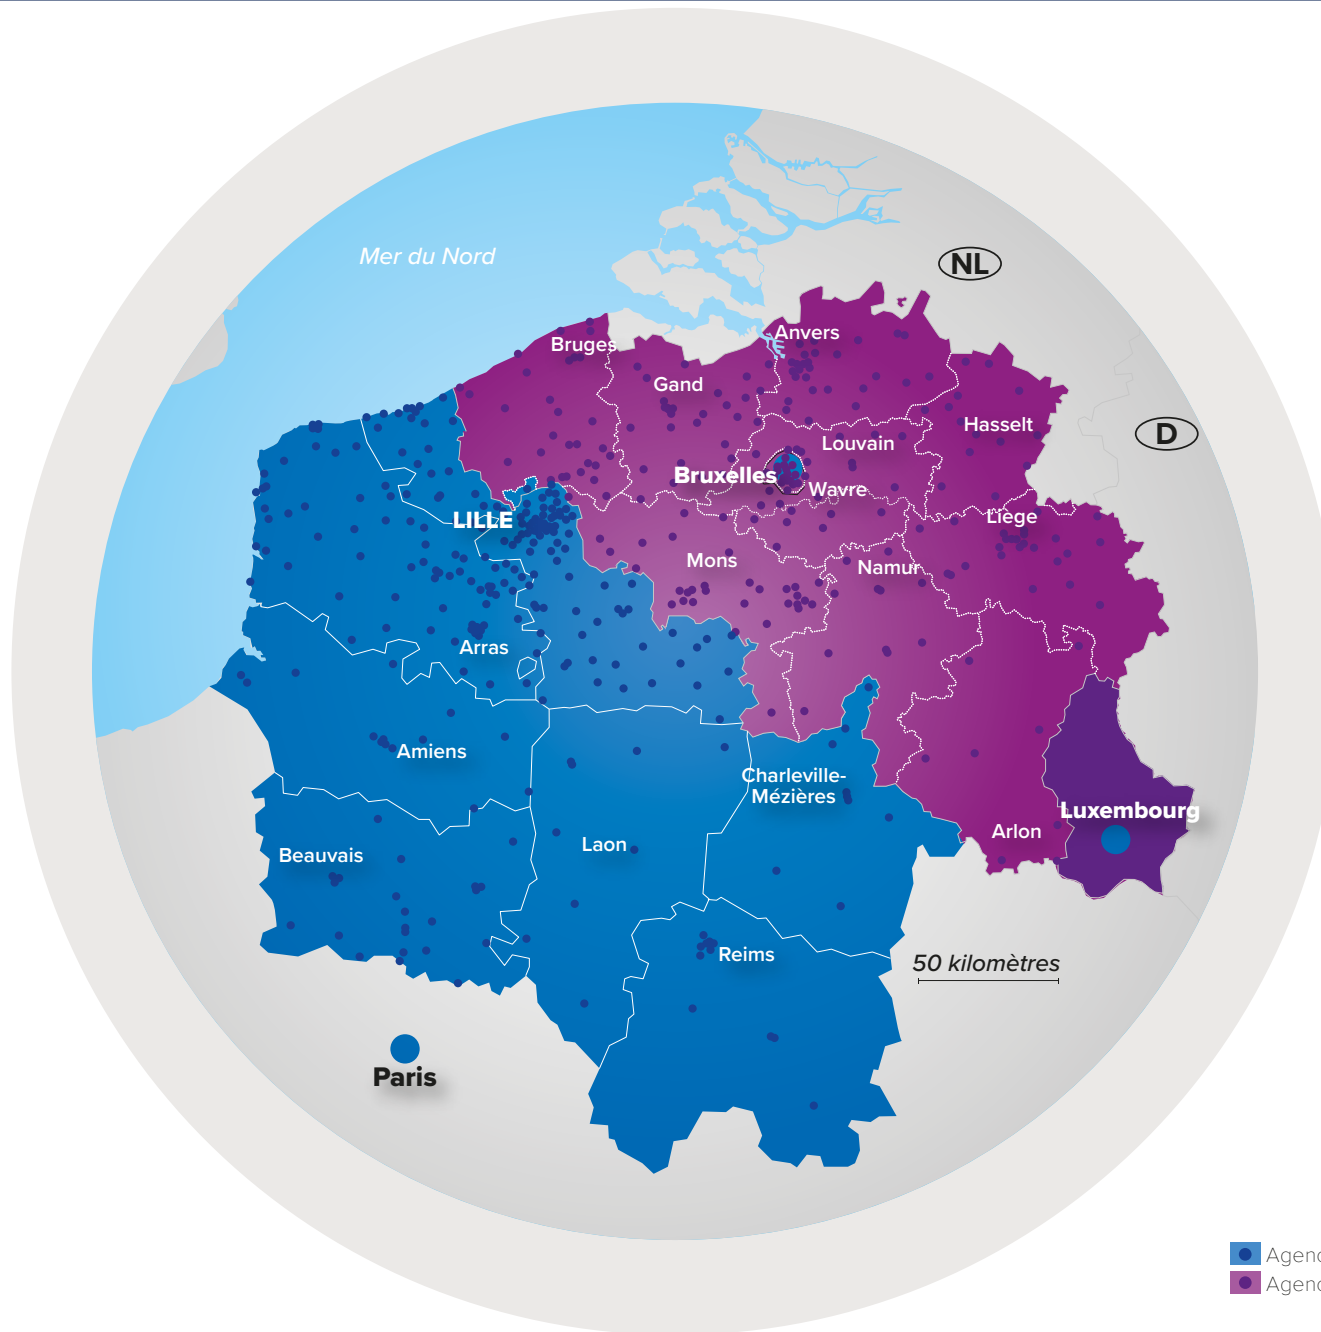 Mer du Nord
NL
Anvers
Bruges
Gand
Hasselt
D
Louvain
Bruxelles
Wavre
LILLE
Liège
Mons
Namur
Arras
Amiens
Charleville-
Mézières
Luxembourg
Arlon
Laon
Beauvais
Reims
50 kilomètres
Paris